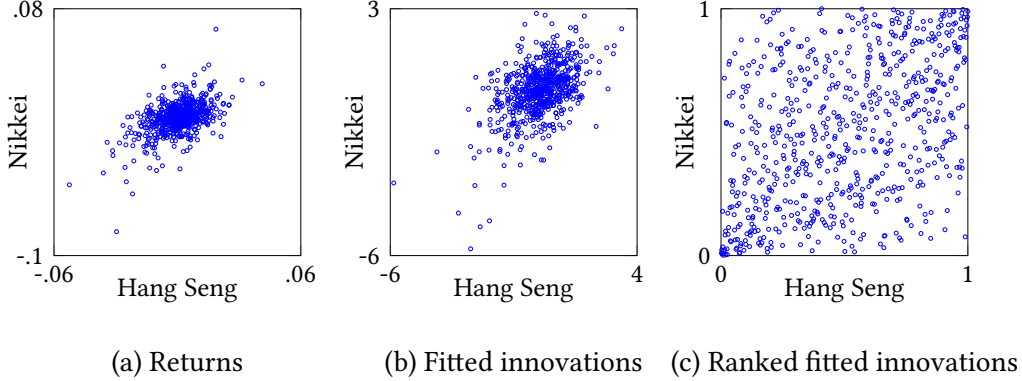 .08
Nikkei
-.1
-.06
.06
Hang Seng
(a) Returns
3
Nikkei
-6
-6
4
Hang Seng
(b) Fitted innovations
1
Nikkei
0
0
1
Hang Seng
(c) Ranked fitted innovations